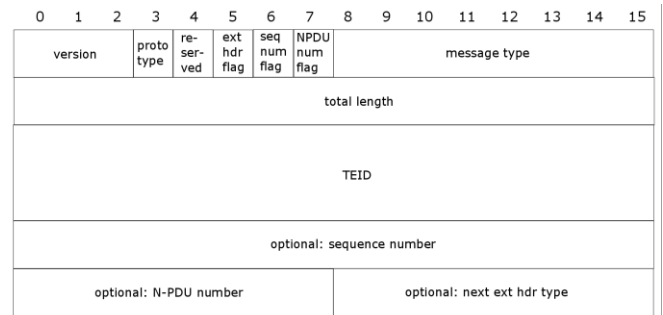 0 1 2 3 4 5 6 7 8 9 10 11 12 13 14 15
version
proto
type
re-
ser-
ved
ext
hdr
flag
seq
num
flag
NPDU
num
flag
message type
total length
TEID
optional: sequence number
optional: N-PDU number
optional: next ext hdr type